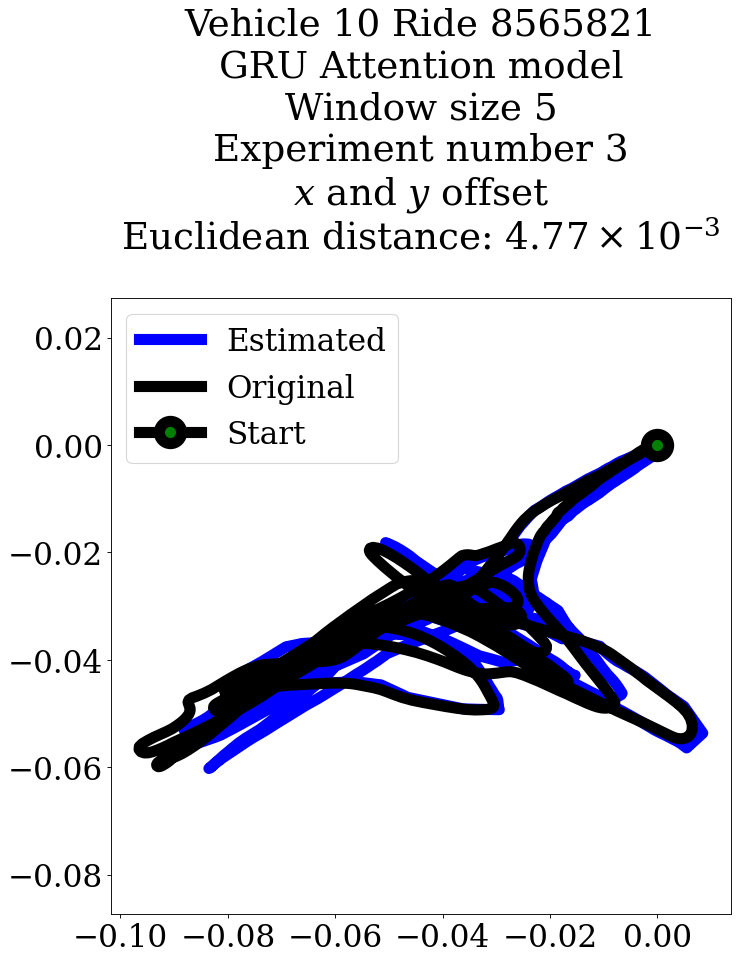 Vehicle 10 Ride 8565821
GRU Attention model
Window size 5
Experiment number 3
x and y offset
Euclidean distance: 4.77 × 10⁻³
Estimated
Original
Start
0.02
0.00
−0.02
−0.04
−0.06
−0.08
−0.10 −0.08 −0.06 −0.04 −0.02 0.00